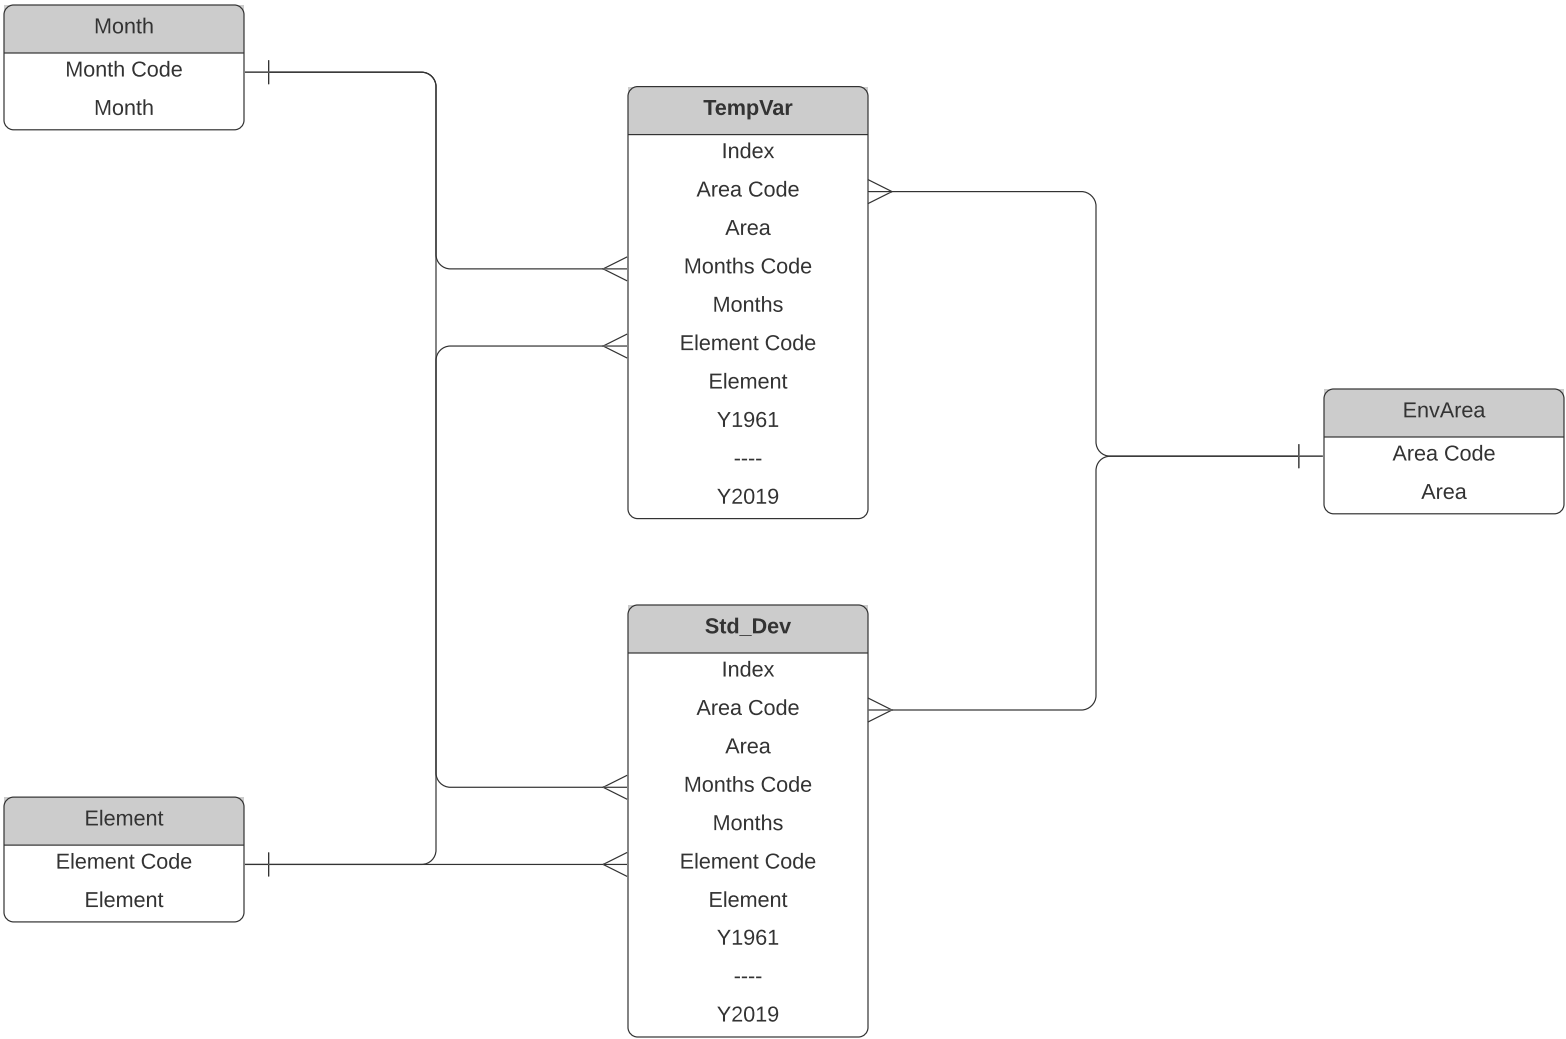 Month
Month Code
Month
TempVar
Index
Area Code
Area
Months Code
Months
Element Code
Element
Y1961
----
Y2019
EnvArea
Area Code
Area
Std_Dev
Index
Area Code
Area
Months Code
Months
Element Code
Element
Y1961
----
Y2019
Element
Element Code
Element